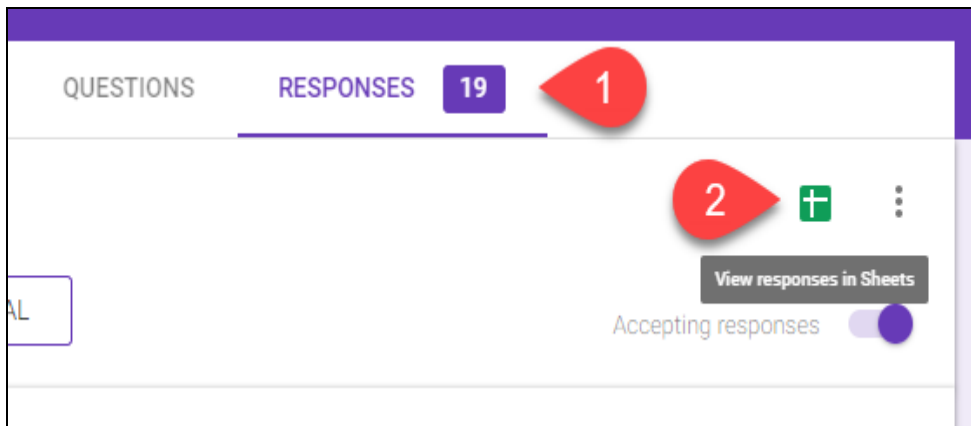 QUESTIONS RESPONSES 19 1
2
View responses in Sheets
AL
Accepting responses